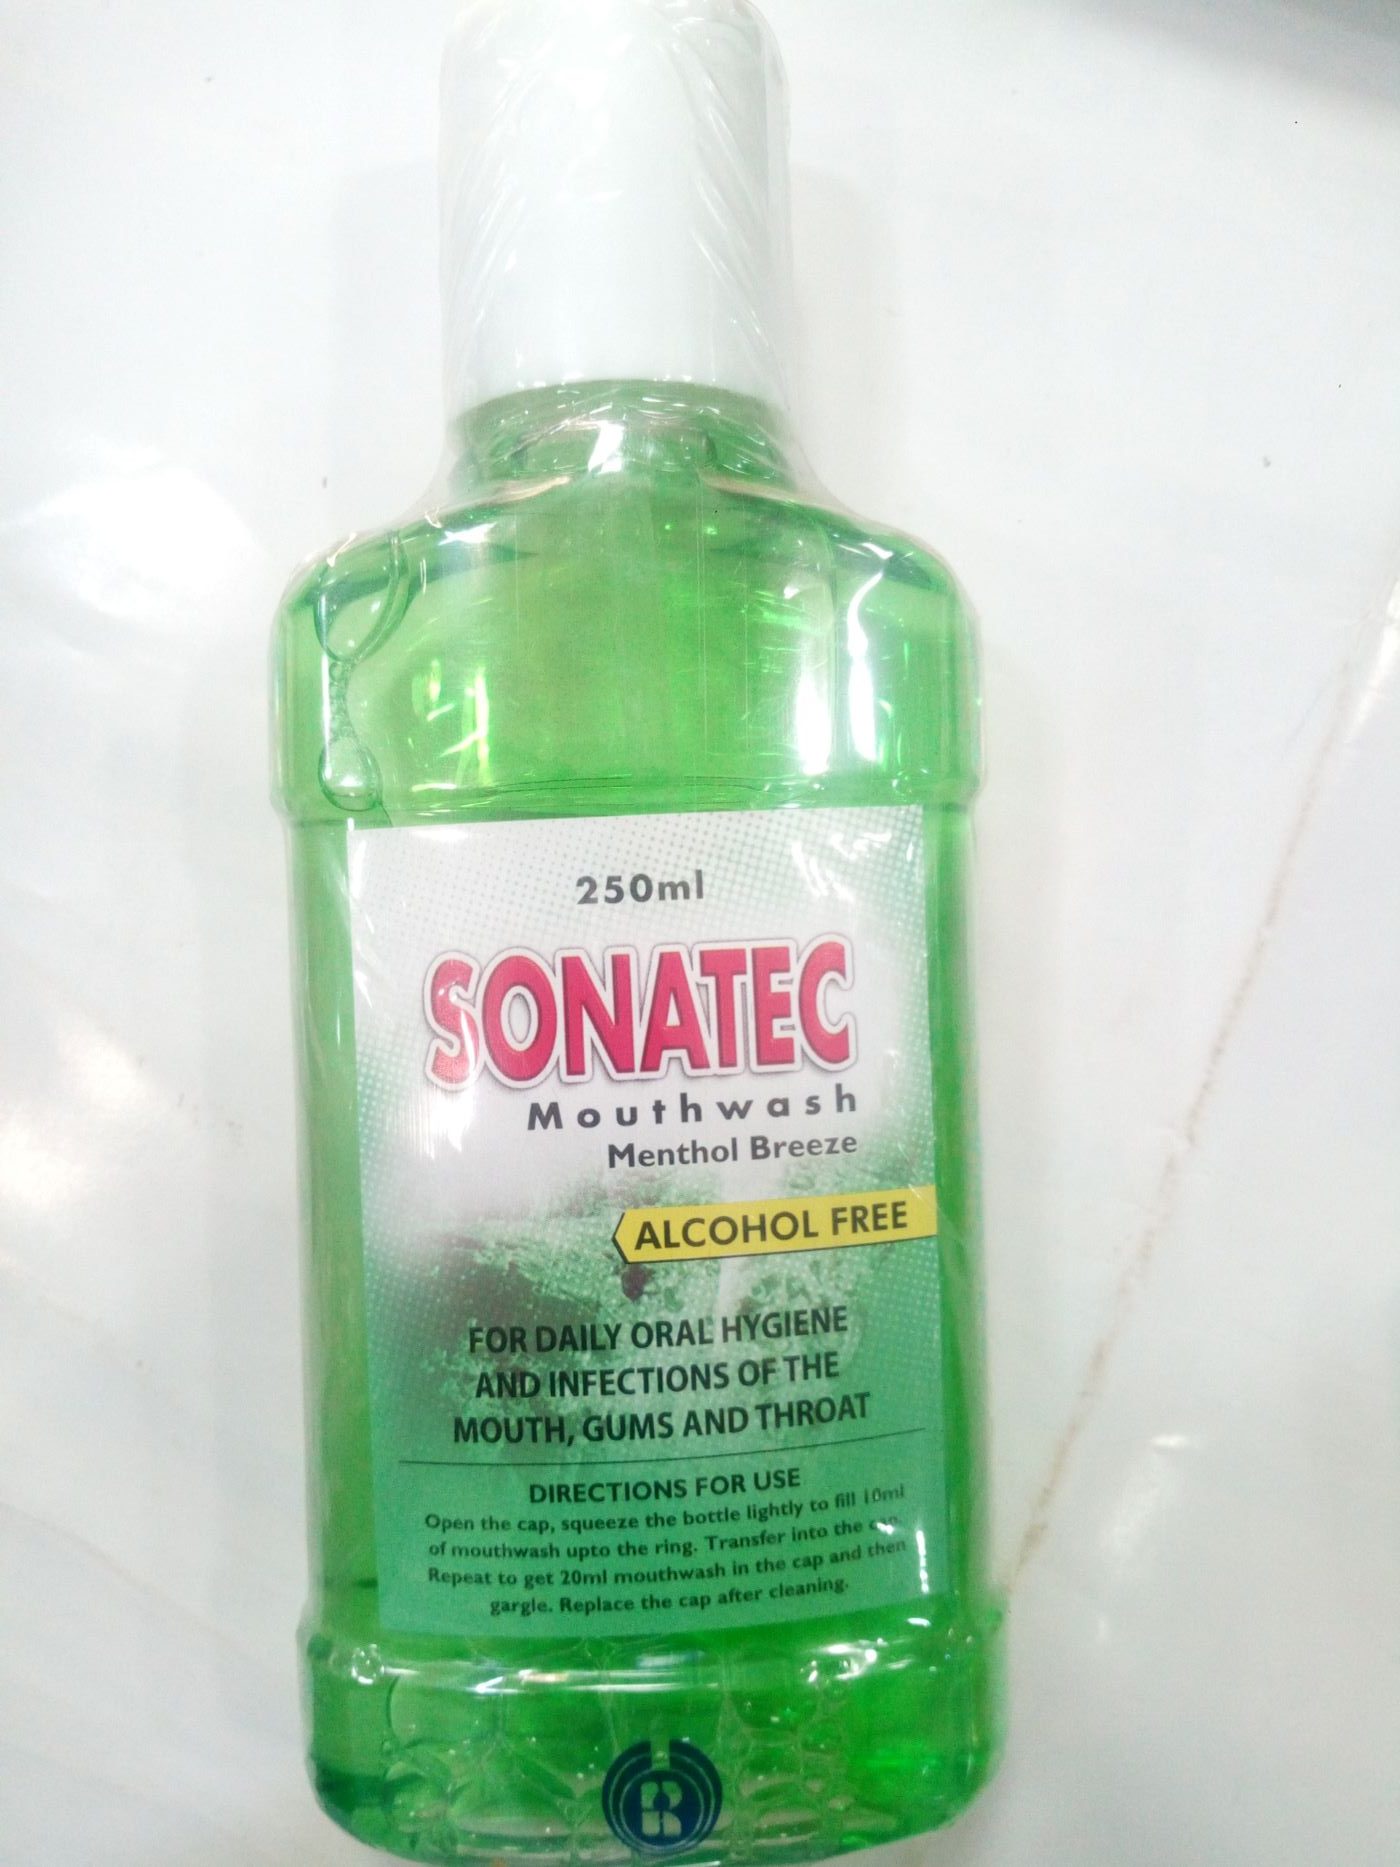 250ml
SONATEC
Mouthwash
Menthol Breeze
ALCOHOL FREE
FOR DAILY ORAL HYGIENE
AND INFECTIONS OF THE
MOUTH, GUMS AND THROAT
DIRECTIONS FOR USE
Open the cap, squeeze the bottle lightly to fill 10ml
of mouthwash upto the ring. Transfer into the cap.
Repeat to get 20ml mouthwash in the cap and then
gargle. Replace the cap after cleaning.